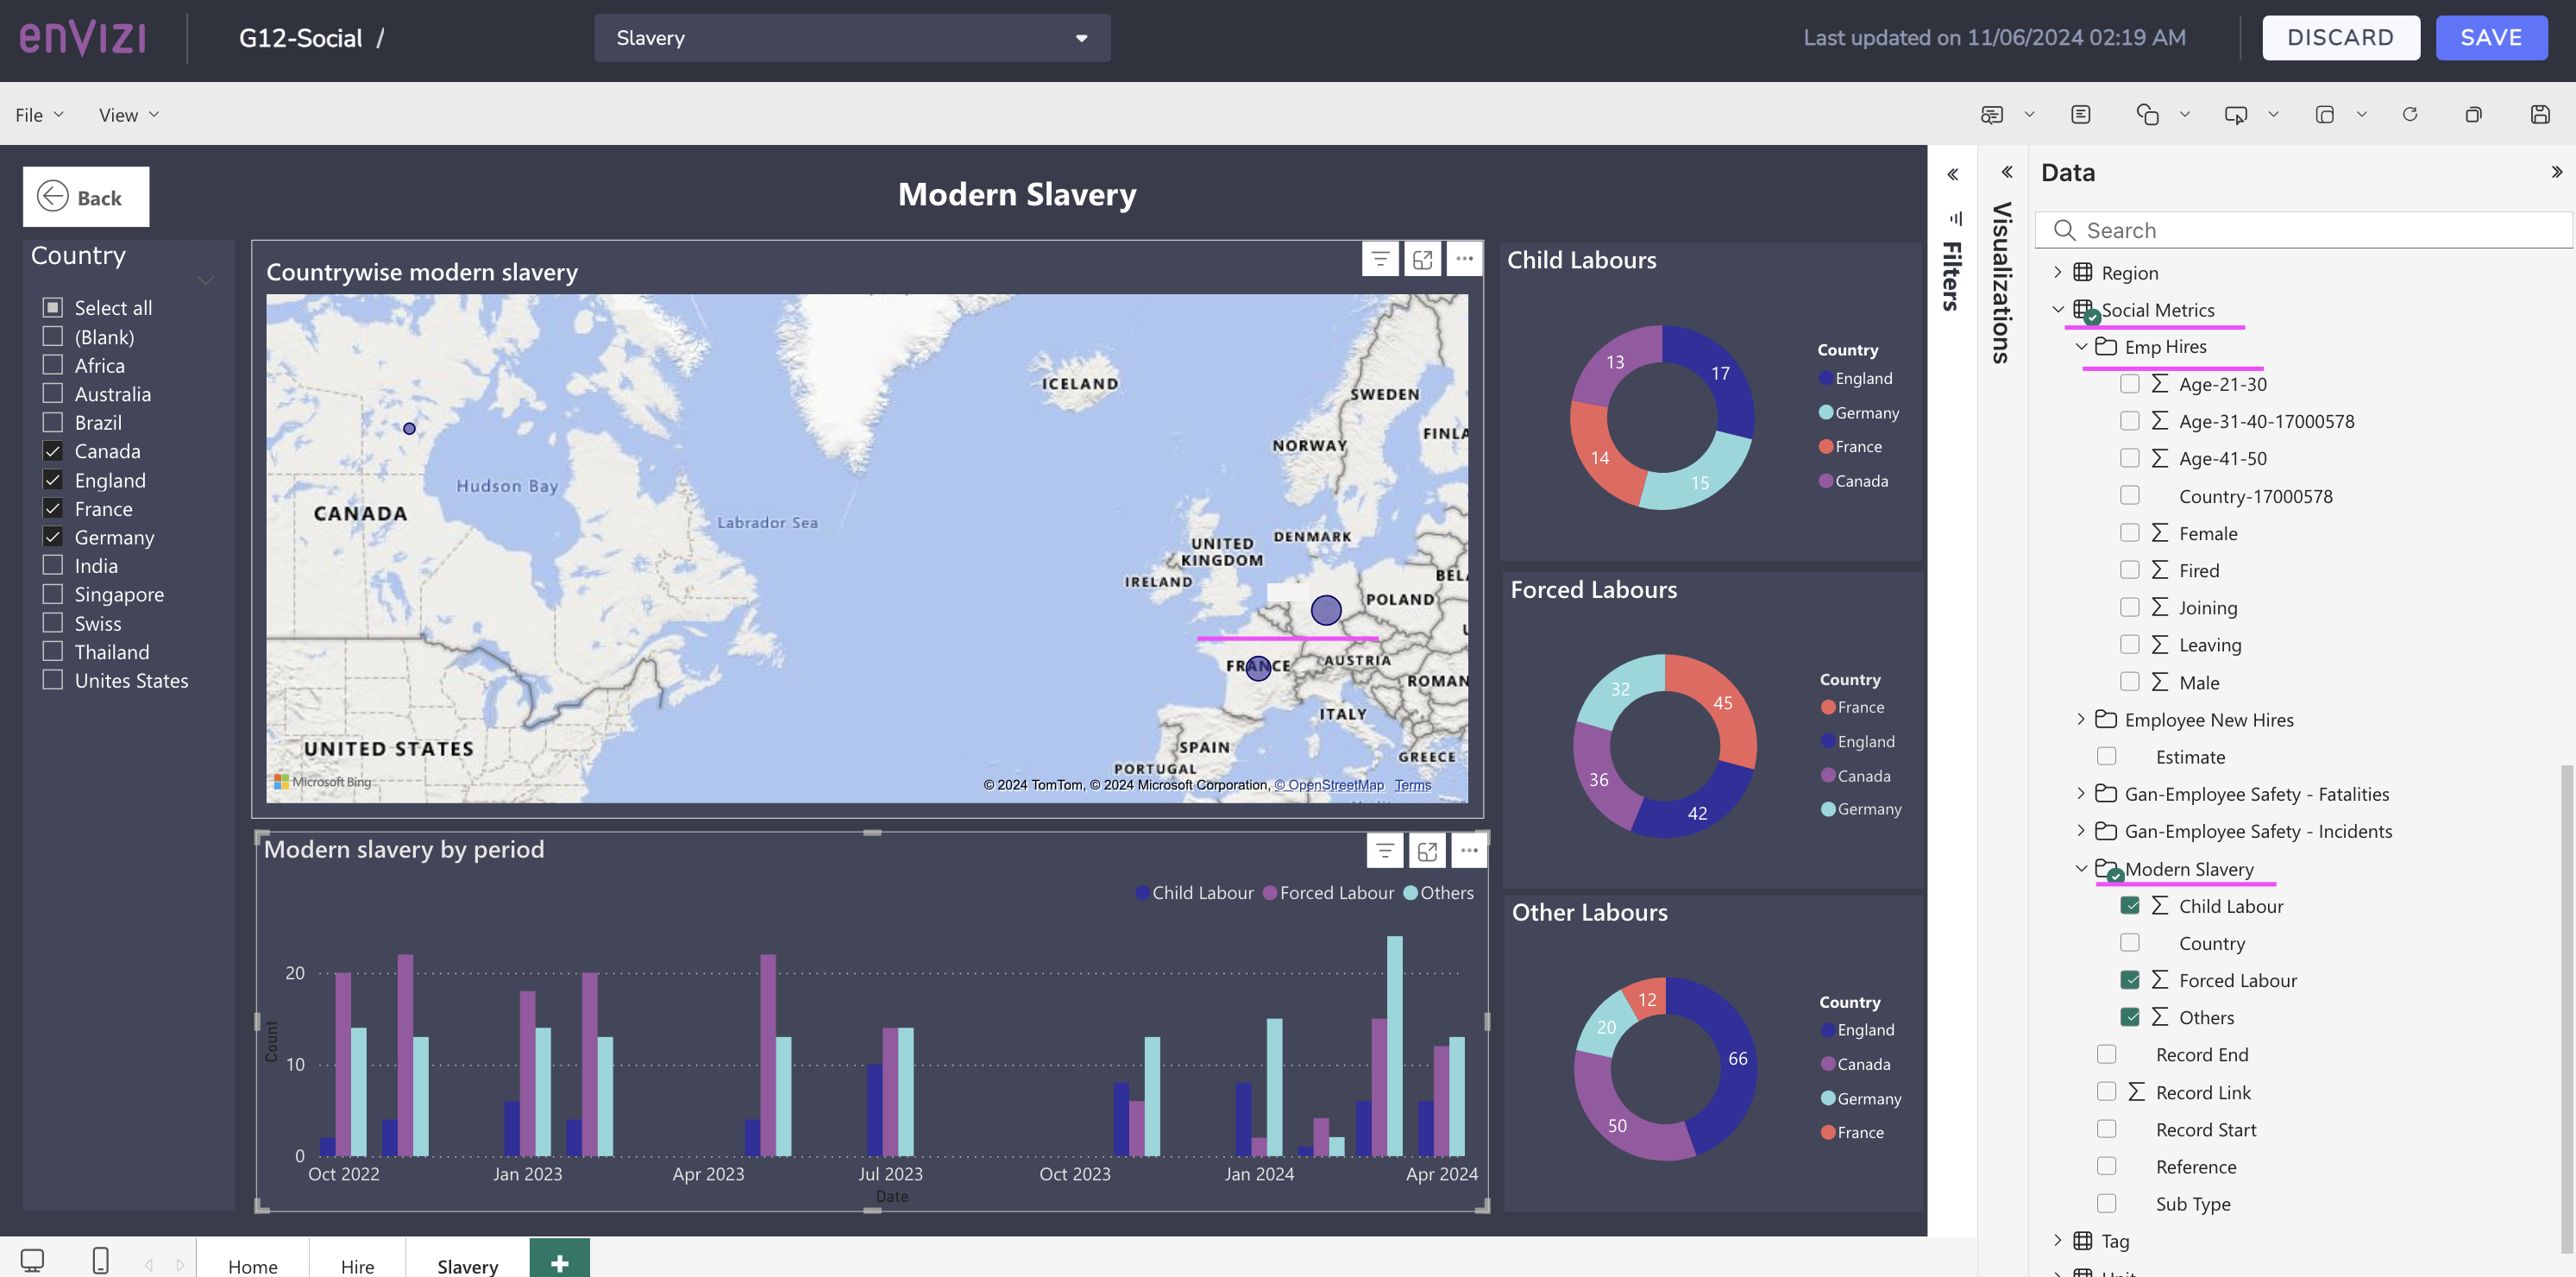 enVIZI
G12-Social /
Slavery
Last updated on 11/06/2024 02:19 AM
DISCARD
SAVE
File
View
Back
Modern Slavery
Country
Select all
(Blank)
Africa
Australia
Brazil
Canada
England
France
Germany
India
Singapore
Swiss
Thailand
Unites States
Countrywise modern slavery
ICELAND
SWEDEN
NORWAY
FINLA
Hudson Bay
CANADA
Labrador Sea
UNITED
KINGDOM
DENMARK
IRELAND
BEL
POLAND
FRANCE
AUSTRIA
ROMAN
ITALY
UNITED STATES
SPAIN
GREECE
PORTUGAL
Microsoft Bing
© 2024 TomTom, © 2024 Microsoft Corporation, © OpenStreetMap Terms
Modern slavery by period
Child Labour Forced Labour Others
20
10
0
Count
Oct 2022 Jan 2023 Apr 2023 Jul 2023 Oct 2023 Jan 2024 Apr 2024
Date
Child Labours
13
17
14
15
Country
England
Germany
France
Canada
Forced Labours
32
45
36
42
Country
France
England
Canada
Germany
Other Labours
12
20
66
50
Country
England
Canada
Germany
France
Filters
Visualizations
Data
Search
Region
Social Metrics
Emp Hires
Σ Age-21-30
Σ Age-31-40-17000578
Σ Age-41-50
Country-17000578
Σ Female
Σ Fired
Σ Joining
Σ Leaving
Σ Male
Employee New Hires
Estimate
Gan-Employee Safety - Fatalities
Gan-Employee Safety - Incidents
Modern Slavery
Σ Child Labour
Country
Σ Forced Labour
Σ Others
Record End
Σ Record Link
Record Start
Reference
Sub Type
Tag
Home
Hire
Slavery
+